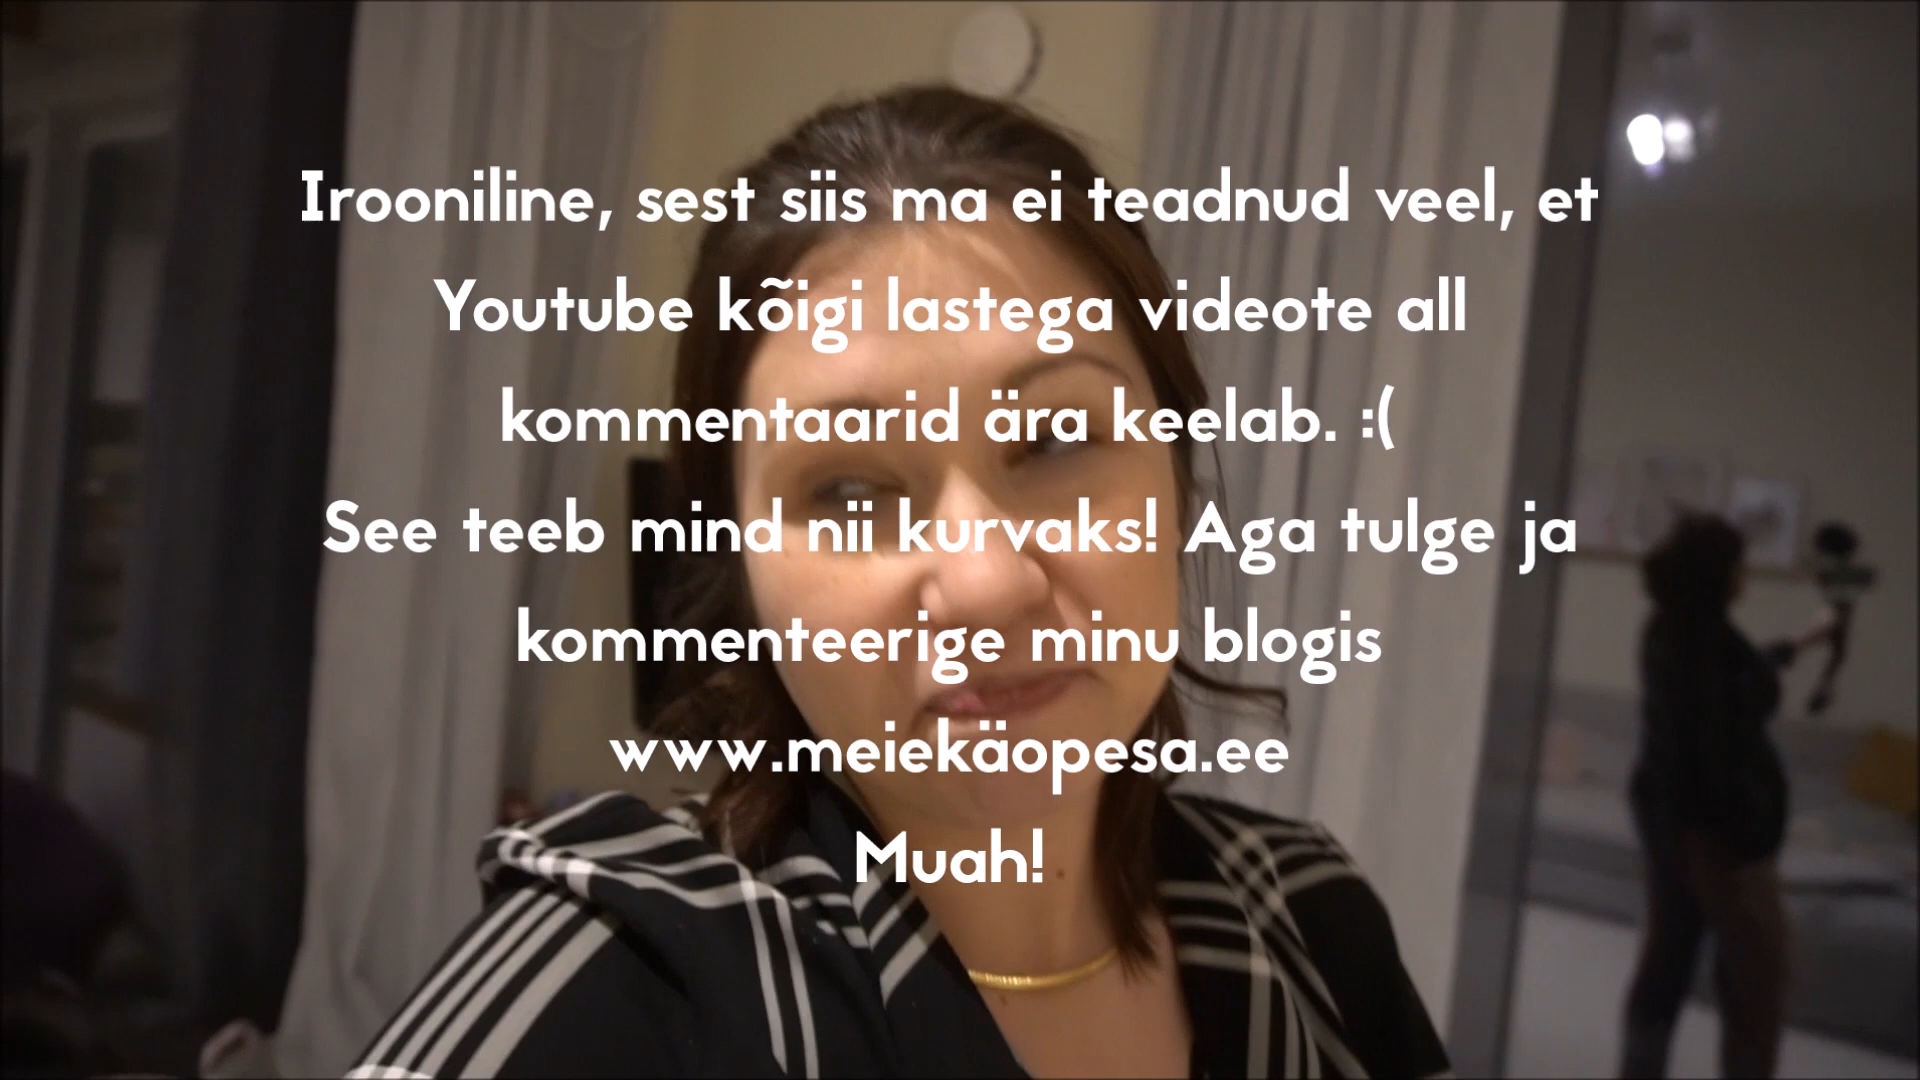 Irooniline, sest siis ma ei teadnud veel, et
Youtube kõigi lastega videote all
kommentaarid ära keelab. :(
See teeb mind nii kurvaks! Aga tulge ja
kommenteerige minu blogis
www.meiekäopesa.ee
Muah!